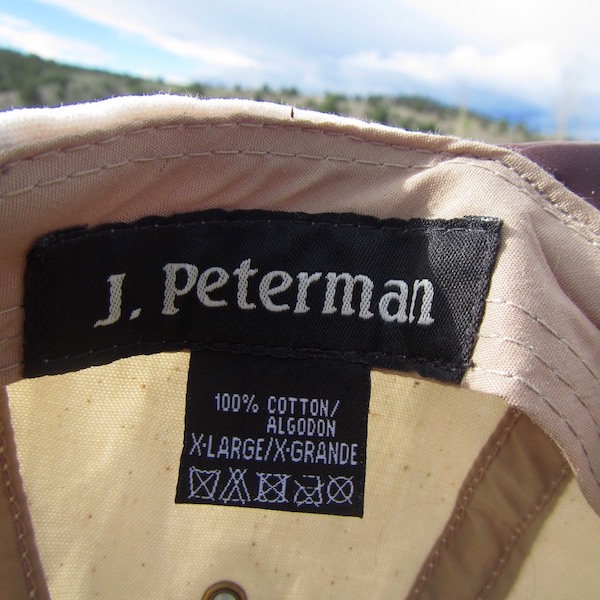 J. Peterman
100% COTTON/
ALGODON
X-LARGE/X-GRANDE